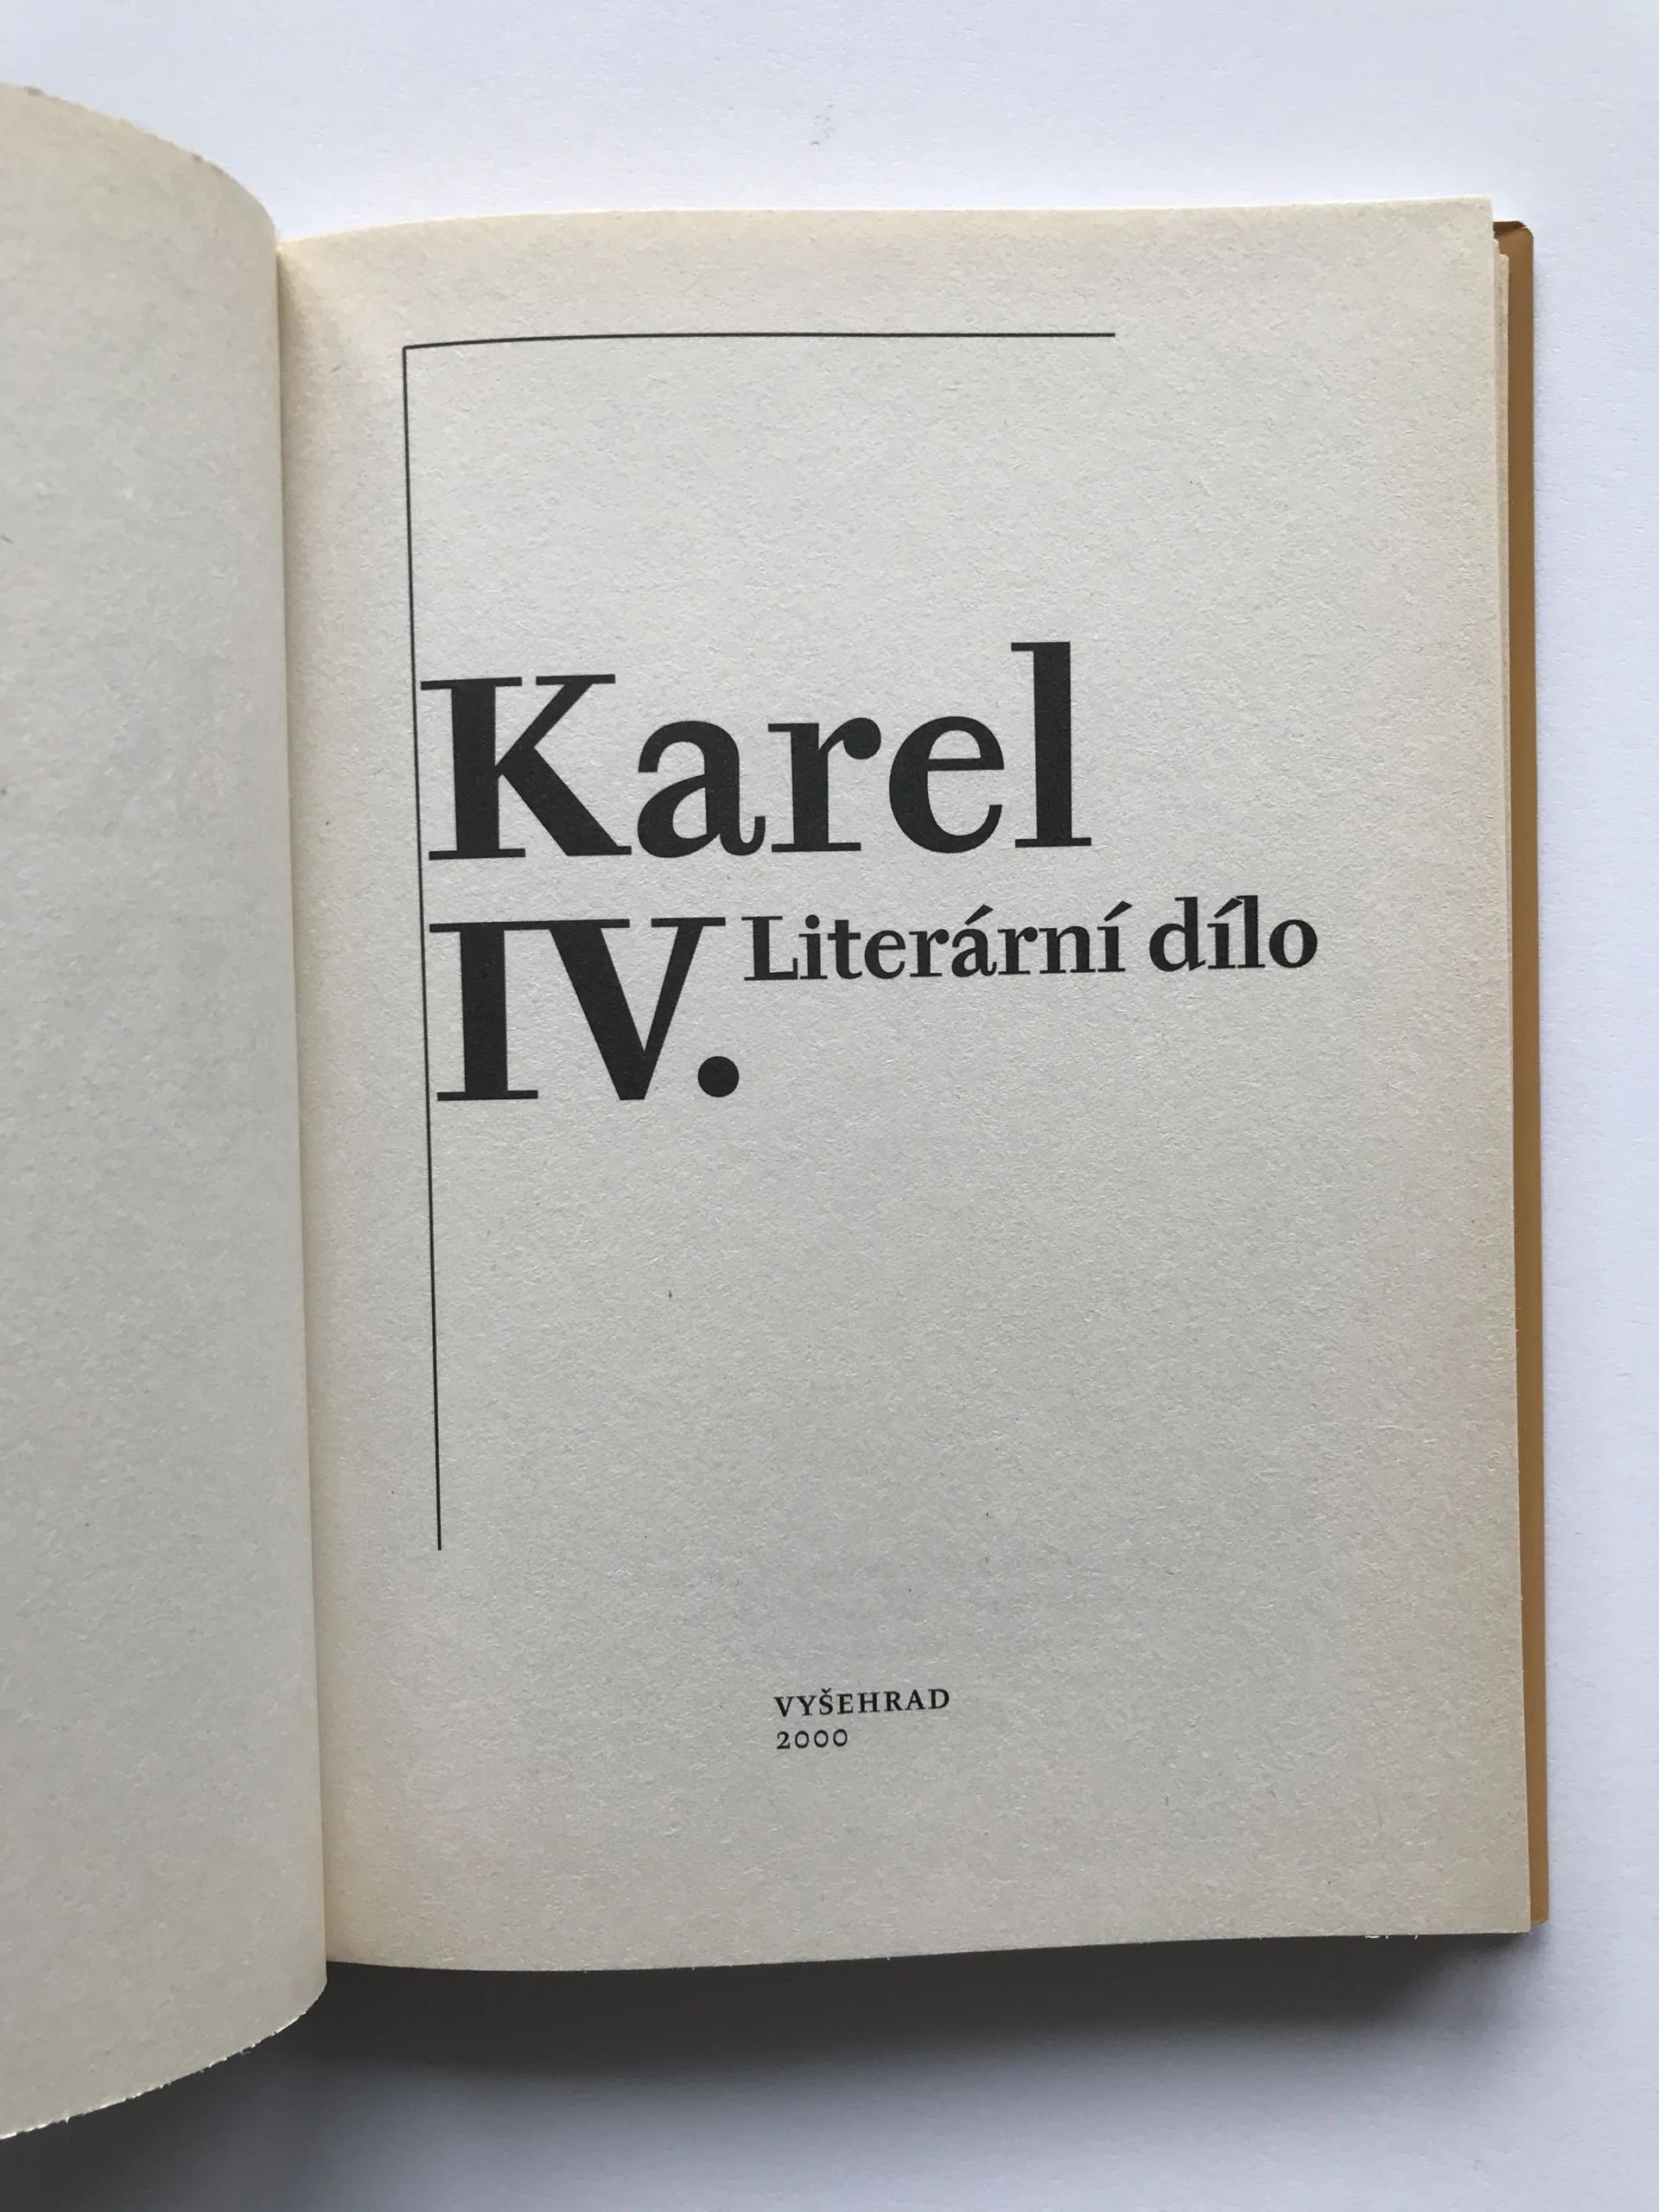 Karel
IV. Literární dílo
VYŠEHRAD
2000